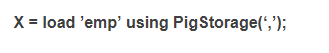 X = load ’emp’ using PigStorage(‘,’);